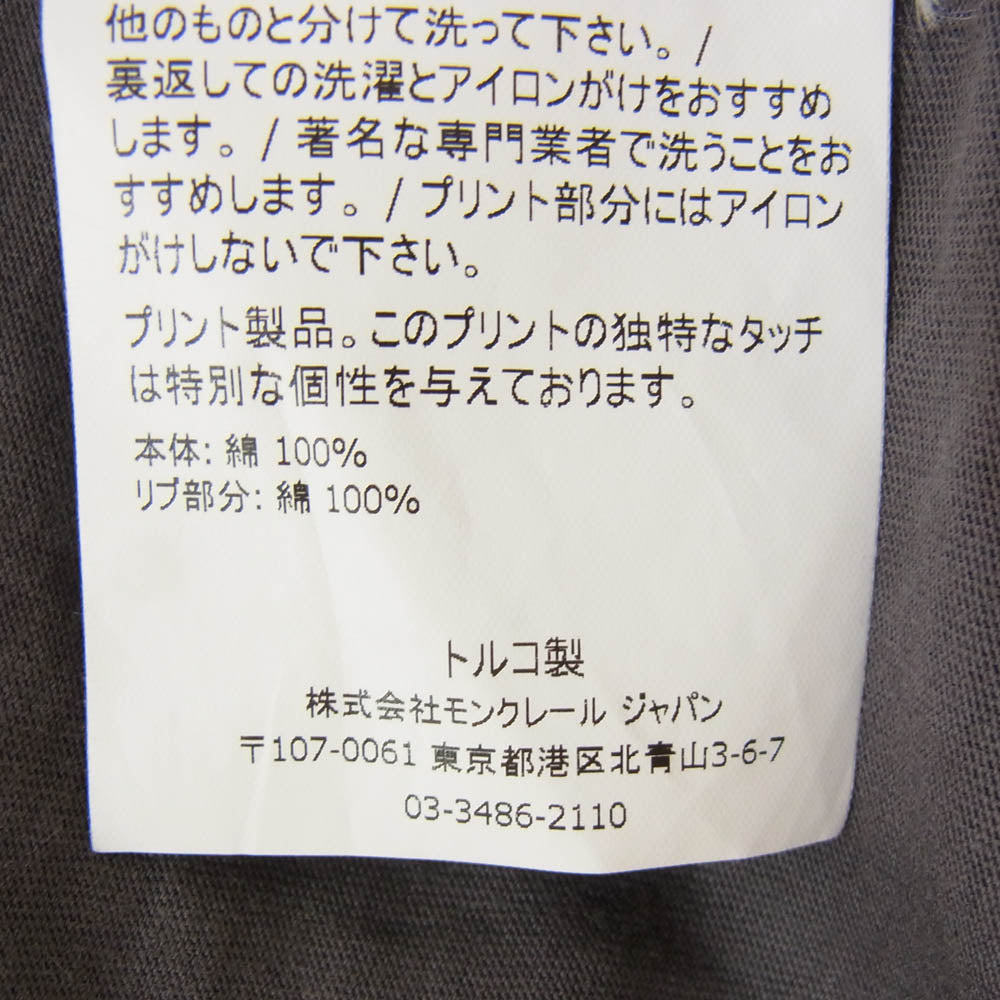 他のものと分けて洗って下さい。/
裏返しての洗濯とアイロンがけをおすすめ
します。/ 著名な専門業者で洗うことをお
すすめします。/ プリント部分にはアイロン
がけしないで下さい。
プリント製品。このプリントの独特なタッチ
は特別な個性を与えております。
本体: 綿 100%
リブ部分: 綿 100%
トルコ製
株式会社モンクレール ジャパン
〒107-0061 東京都港区北青山3-6-7
03-3486-2110